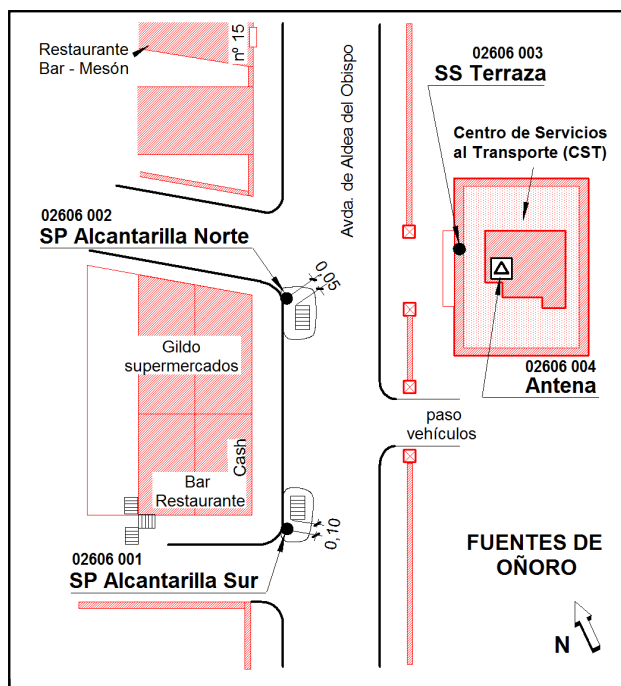 Restaurante
Bar - Mesón
nº 15
Avda. de Aldea del Obispo
02606 003
SS Terraza
Centro de Servicios
al Transporte (CST)
02606 002
SP Alcantarilla Norte
0,05
Gildo
supermercados
02606 004
Antena
paso
vehículos
Cash
Bar
Restaurante
0,10
02606 001
SP Alcantarilla Sur
FUENTES DE
OÑORO
N